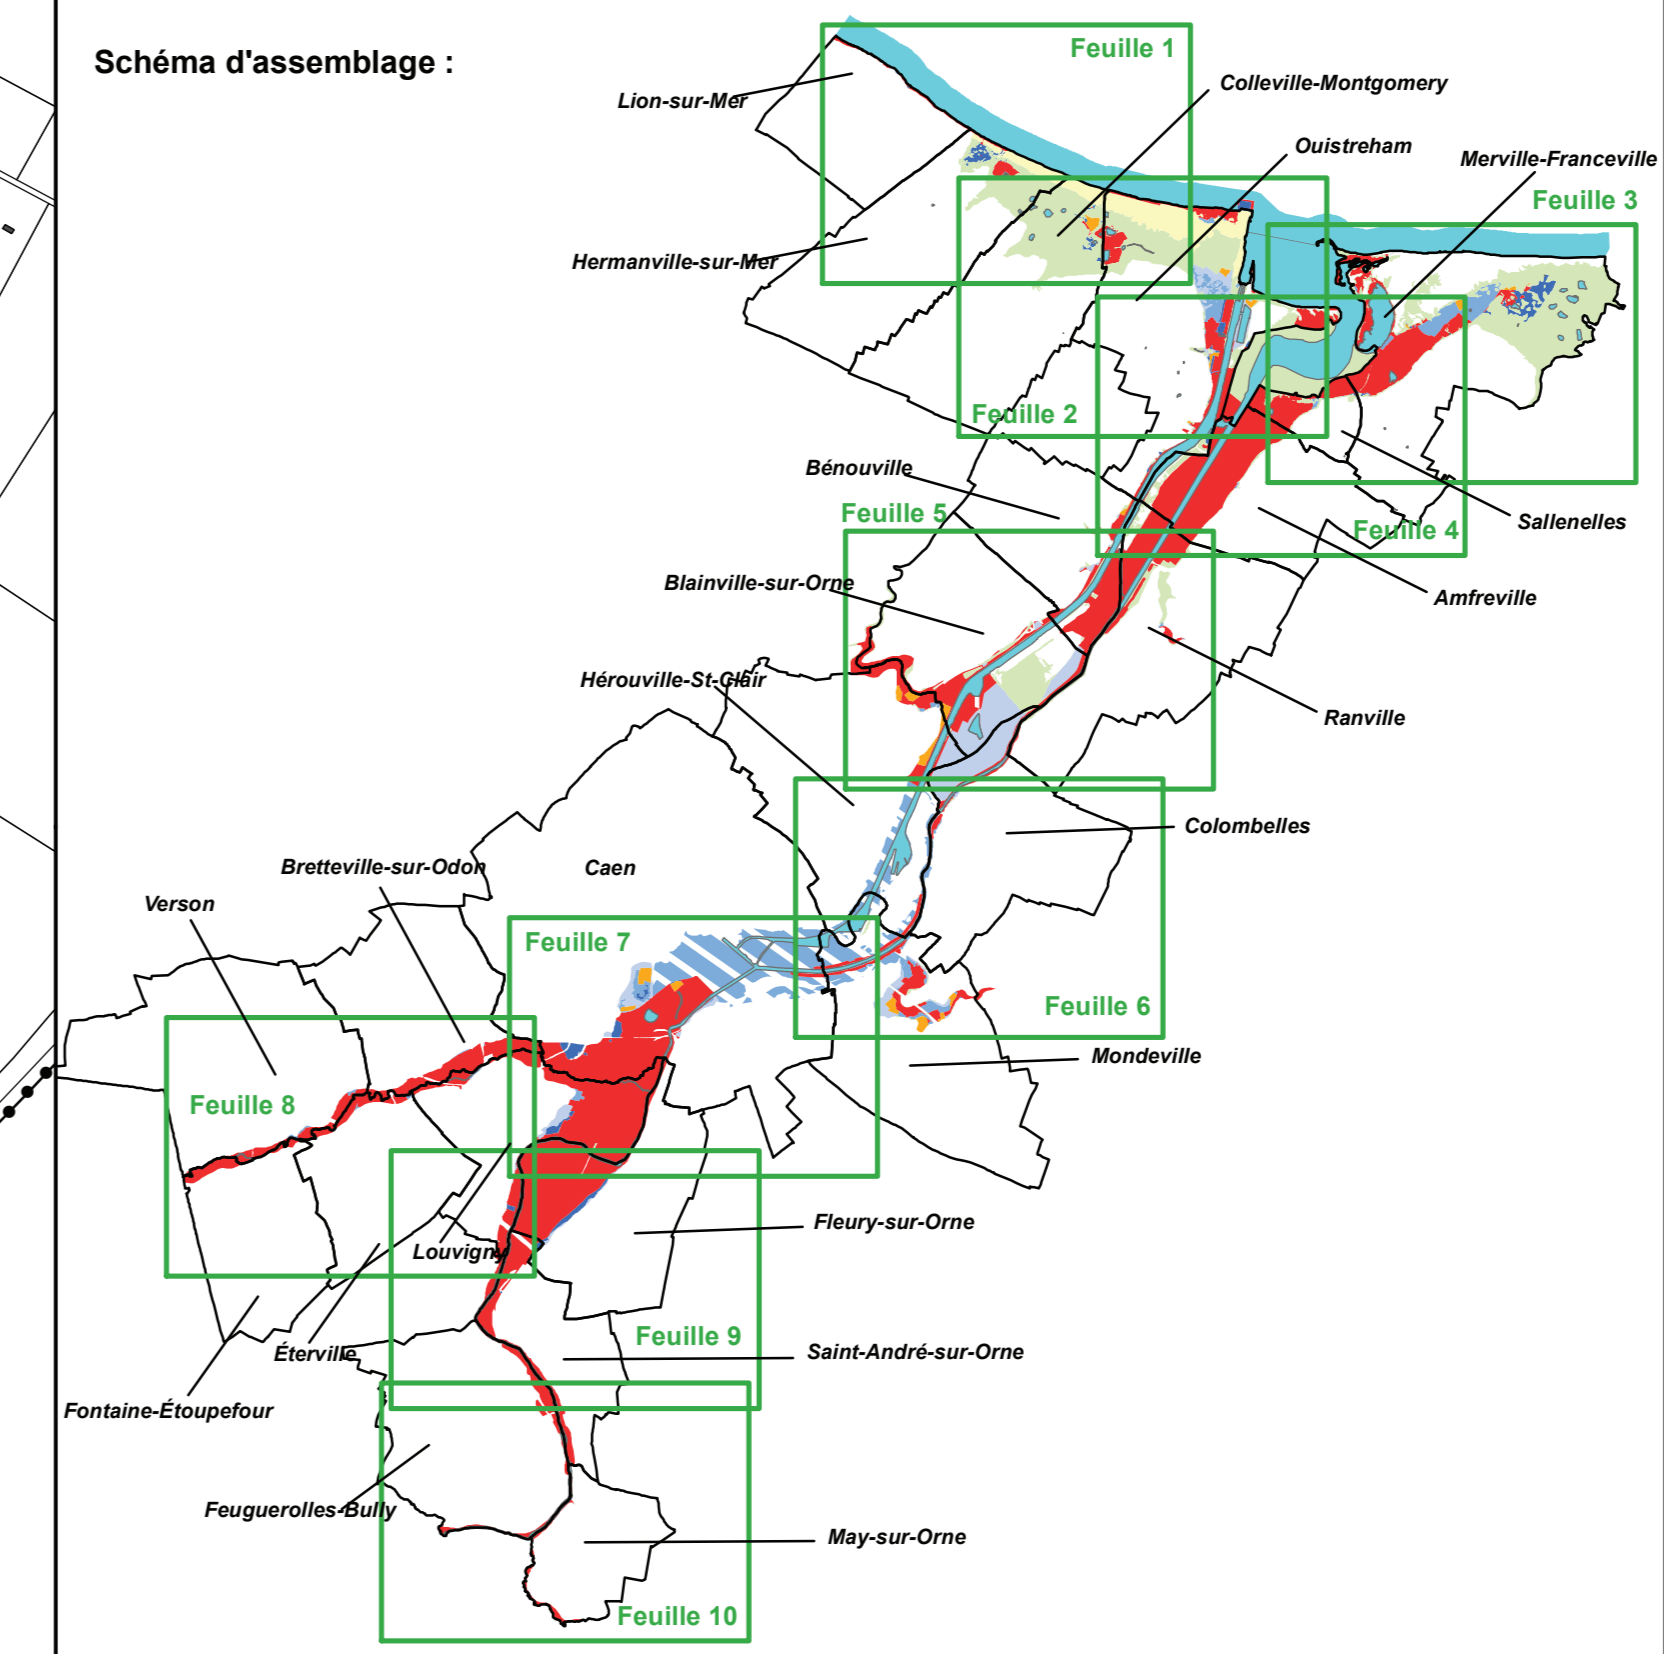 Schéma d'assemblage :
Feuille 1
Lion-sur-Mer
Colleville-Montgomery
Ouistreham
Merville-Franceville
Feuille 3
Hermanville-sur-Mer
Feuille 2
Bénouville
Feuille 5
Sallenelles
Feuille 4
Blainville-sur-Orne
Amfreville
Hérouville-St-Clair
Ranville
Colombelles
Bretteville-sur-Odon
Caen
Verson
Feuille 7
Feuille 6
Mondeville
Feuille 8
Fleury-sur-Orne
Louvigny
Feuille 9
Éterville
Saint-André-sur-Orne
Fontaine-Étoupefour
Feuguerolles-Bully
May-sur-Orne
Feuille 10